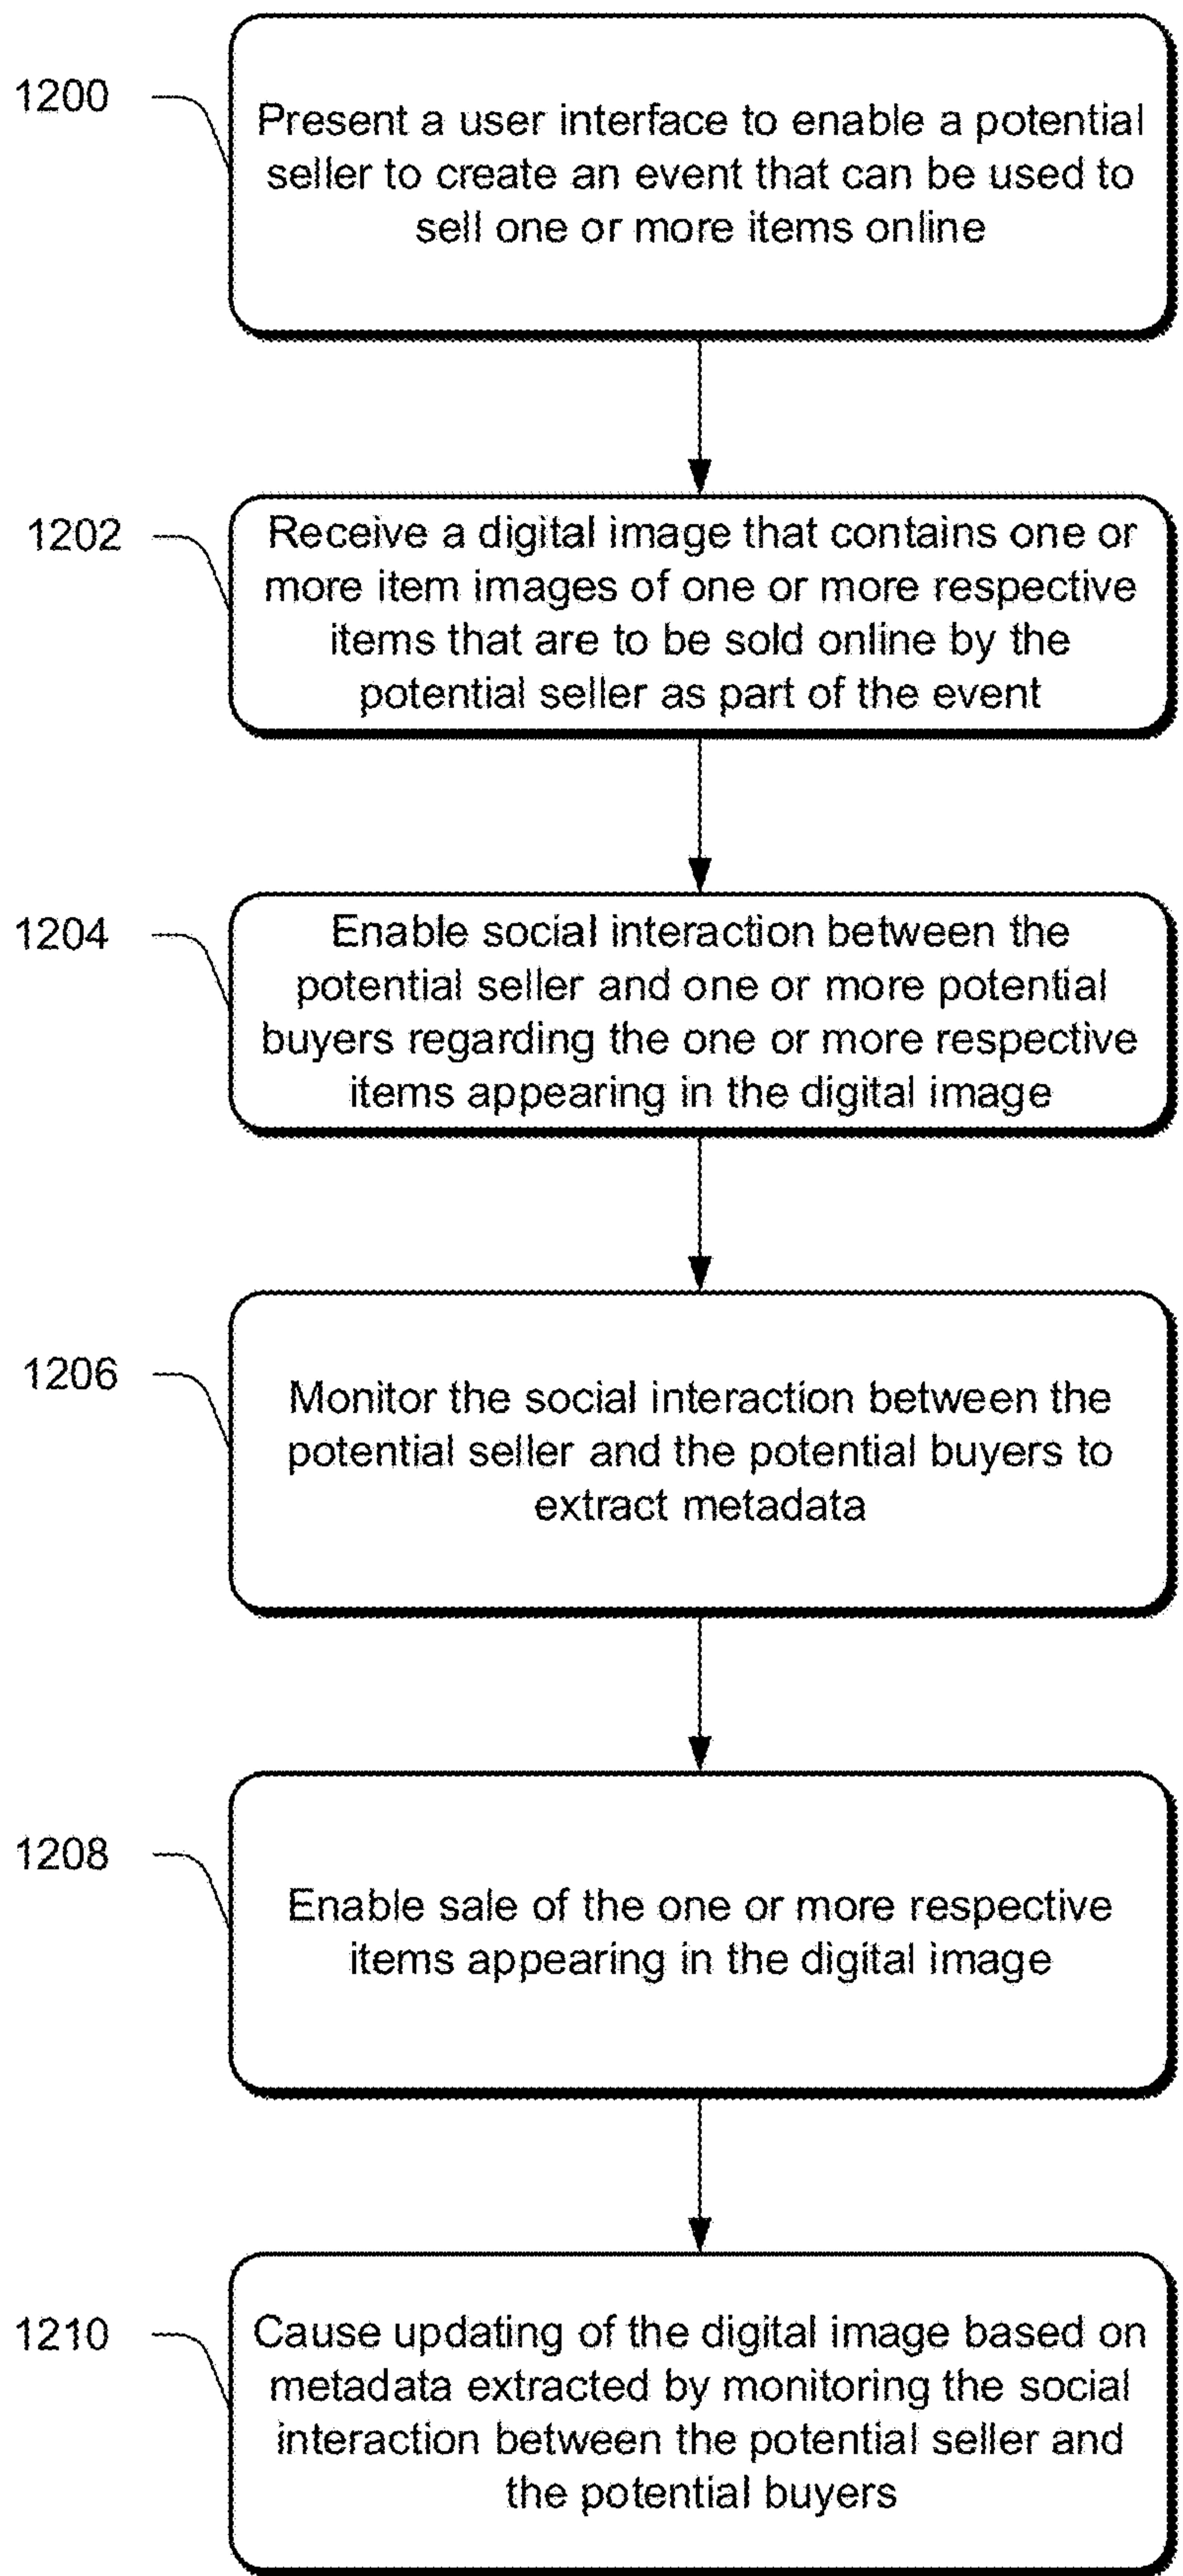 1200
Present a user interface to enable a potential
seller to create an event that can be used to
sell one or more items online
1202
Receive a digital image that contains one or
more item images of one or more respective
items that are to be sold online by the
potential seller as part of the event
1204
Enable social interaction between the
potential seller and one or more potential
buyers regarding the one or more respective
items appearing in the digital image
1206
Monitor the social interaction between the
potential seller and the potential buyers to
extract metadata
1208
Enable sale of the one or more respective
items appearing in the digital image
1210
Cause updating of the digital image based on
metadata extracted by monitoring the social
interaction between the potential seller and
the potential buyers